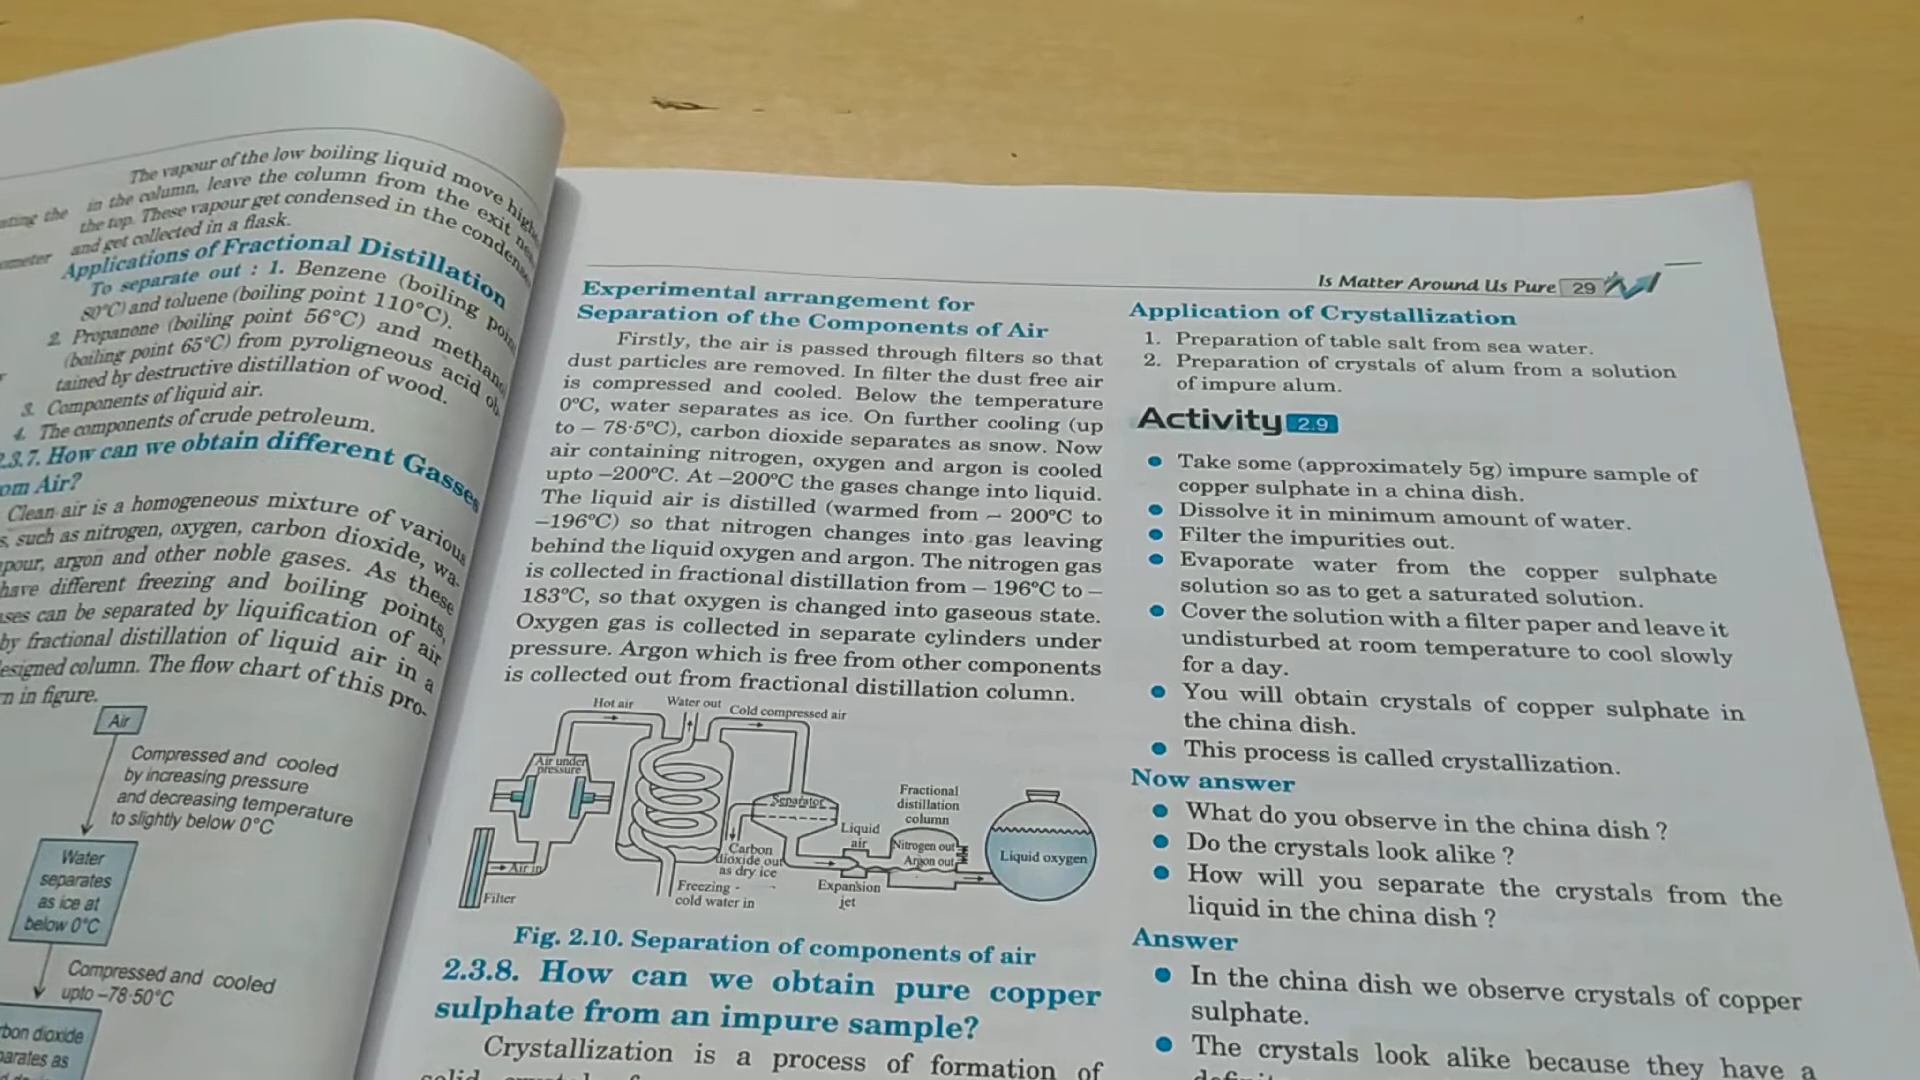 The vapour of the low boiling liquid move
in the column, leave the column from the exit
the top. These vapour get condensed in the
and get collected in a flask.
Applications of Fractional Distillation
To separate out : 1. Benzene (boiling
80°C) and toluene (boiling point 110°C).
2. Propanone (boiling point 56°C) and
(boiling point 65°C) from pyroligneous acid
tained by destructive distillation of wood.
3. Components of liquid air.
4. The components of crude petroleum.
2.3.7. How can we obtain different Gasses
om Air?
Clean air is a homogeneous mixture of various
s, such as nitrogen, oxygen, carbon dioxide, wa-
pour, argon and other noble gases. As these
have different freezing and boiling points,
ses can be separated by liquification of air
by fractional distillation of liquid air in a
esigned column. The flow chart of this pro-
n in figure.
Air
Compressed and cooled
by increasing pressure
and decreasing temperature
to slightly below 0°C
Water
separates
as ice at
below 0°C
Compressed and cooled
upto –78·50°C
rbon dioxide
parates as
Is Matter Around Us Pure 29
Experimental arrangement for
Separation of the Components of Air
Firstly, the air is passed through filters so that
dust particles are removed. In filter the dust free air
is compressed and cooled. Below the temperature
0°C, water separates as ice. On further cooling (up
to – 78·5°C), carbon dioxide separates as snow. Now
air containing nitrogen, oxygen and argon is cooled
upto –200°C. At –200°C the gases change into liquid.
The liquid air is distilled (warmed from – 200°C to
–196°C) so that nitrogen changes into gas leaving
behind the liquid oxygen and argon. The nitrogen gas
is collected in fractional distillation from – 196°C to –
183°C, so that oxygen is changed into gaseous state.
Oxygen gas is collected in separate cylinders under
pressure. Argon which is free from other components
is collected out from fractional distillation column.
Hot air
Water out
Cold compressed air
Air under
pressure
Separator
Fractional
distillation
column
Liquid
air
Nitrogen out
Argon out
Liquid oxygen
Carbon
dioxide out
as dry ice
Air in
Filter
Freezing
cold water in
Expansion
jet
Fig. 2.10. Separation of components of air
2.3.8. How can we obtain pure copper
sulphate from an impure sample?
Crystallization is a process of formation of
Application of Crystallization
1. Preparation of table salt from sea water.
2. Preparation of crystals of alum from a solution
of impure alum.
Activity 2.9
• Take some (approximately 5g) impure sample of
copper sulphate in a china dish.
• Dissolve it in minimum amount of water.
• Filter the impurities out.
• Evaporate water from the copper sulphate
solution so as to get a saturated solution.
• Cover the solution with a filter paper and leave it
undisturbed at room temperature to cool slowly
for a day.
• You will obtain crystals of copper sulphate in
the china dish.
• This process is called crystallization.
Now answer
• What do you observe in the china dish ?
• Do the crystals look alike ?
• How will you separate the crystals from the
liquid in the china dish ?
Answer
• In the china dish we observe crystals of copper
sulphate.
• The crystals look alike because they have a